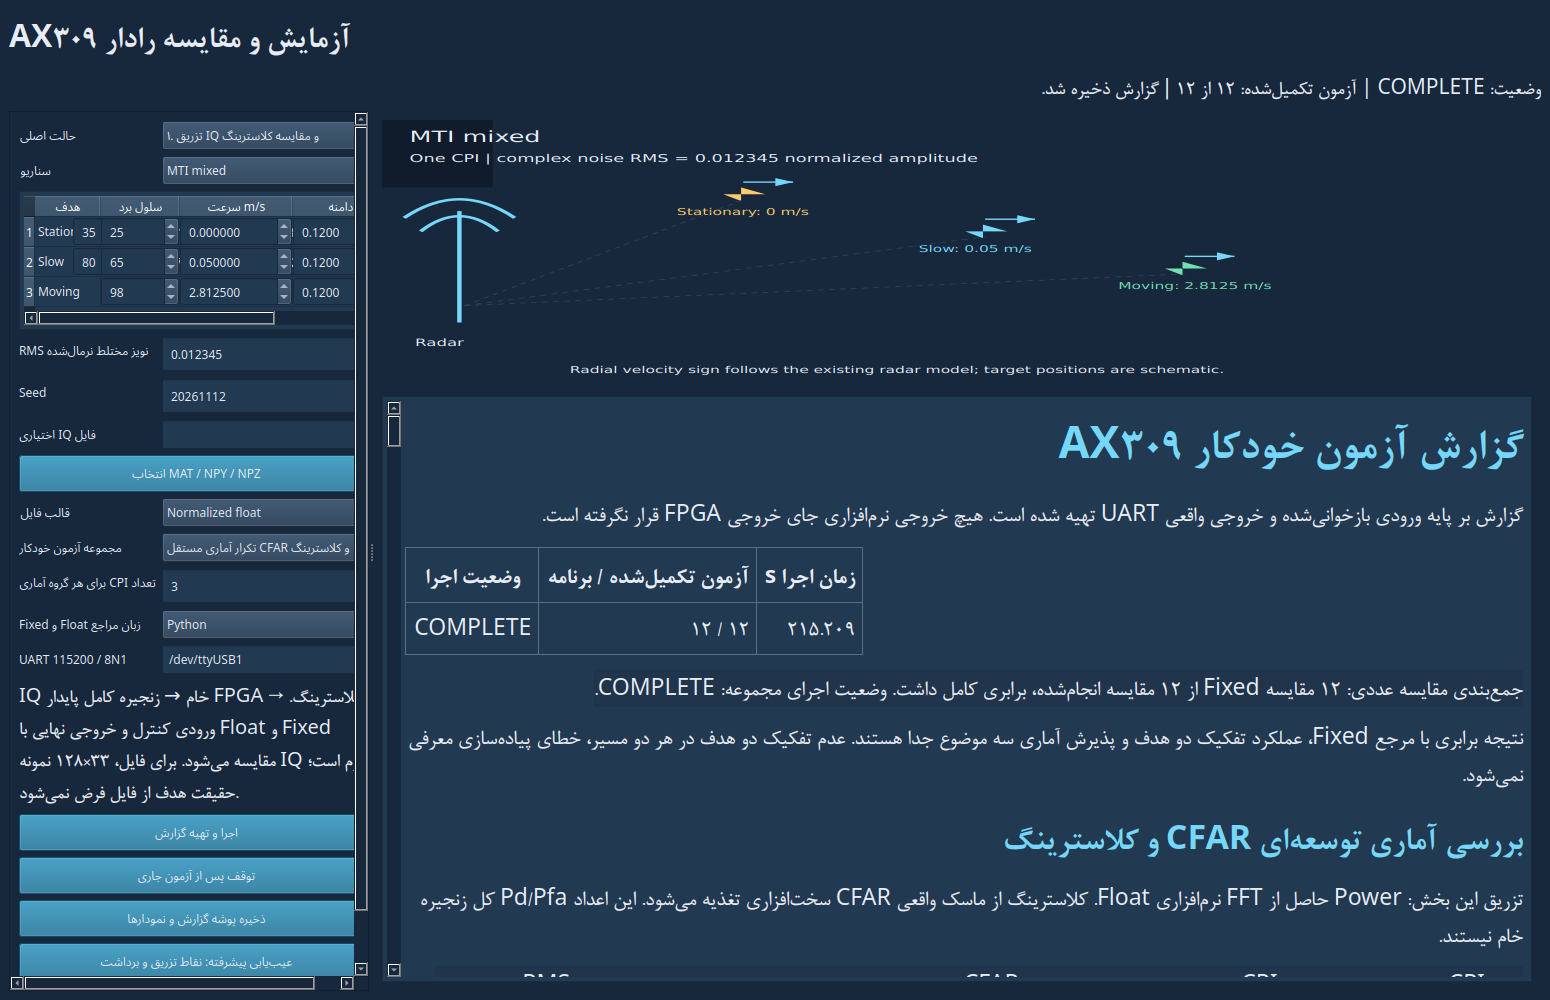 آزمایش و مقایسه رادار AX۳۰۹
وضعیت: COMPLETE | آزمون تکمیل‌شده: ۱۲ از ۱۲ | گزارش ذخیره شد.
حالت اصلی
۱. تزریق IQ و مقایسه کلاسترینگ
سناریو
MTI mixed
هدف سلول برد سرعت m/s دامنه
1 Station 35 25 0.000000 0.1200
2 Slow 80 65 0.050000 0.1200
3 Moving 98 2.812500 0.1200
نویز مختلط نرمال‌شده RMS
0.012345
Seed
20261112
فایل IQ اختیاری
انتخاب MAT / NPY / NPZ
قالب فایل
Normalized float
مجموعه آزمون خودکار
تکرار آماری مستقل CFAR و کلاسترینگ
تعداد CPI برای هر گروه آماری
3
زبان مراجع Float و Fixed
Python
UART 115200 / 8N1
/dev/ttyUSB1
IQ خام → زنجیره کامل پایدار FPGA → کلاسترینگ.
ورودی کنترل و خروجی نهایی با Float و Fixed
مقایسه می‌شود. برای فایل، ۳۳×۱۲۸ نمونه IQ است؛
حقیقت هدف از فایل فرض نمی‌شود.
اجرا و تهیه گزارش
توقف پس از آزمون جاری
ذخیره پوشه گزارش و نمودارها
عیب‌یابی پیشرفته: نقاط تزریق و برداشت
MTI mixed
One CPI | complex noise RMS = 0.012345 normalized amplitude
Stationary: 0 m/s
Slow: 0.05 m/s
Moving: 2.8125 m/s
Radar
Radial velocity sign follows the existing radar model; target positions are schematic.
گزارش آزمون خودکار AX۳۰۹
گزارش بر پایه ورودی بازخوانی‌شده و خروجی واقعی UART تهیه شده است. هیچ خروجی نرم‌افزاری جای خروجی FPGA قرار نگرفته است.
وضعیت اجرا آزمون تکمیل‌شده / برنامه زمان اجرا s
COMPLETE ۱۲ / ۱۲ ۲۱۵.۲۰۹
جمع‌بندی مقایسه عددی: ۱۲ مقایسه Fixed از ۱۲ مقایسه انجام‌شده، برابری کامل داشت. وضعیت اجرای مجموعه: COMPLETE.
نتیجه برابری با مرجع Fixed، عملکرد تفکیک دو هدف و پذیرش آماری سه موضوع جدا هستند. عدم تفکیک دو هدف در هر دو مسیر، خطای پیاده‌سازی معرفی
نمی‌شود.
بررسی آماری توسعه‌ای CFAR و کلاسترینگ
تزریق این بخش: Power حاصل از FFT نرم‌افزاری Float. کلاسترینگ از ماسک واقعی CFAR سخت‌افزاری تغذیه می‌شود. این اعداد Pd/Pfa کل زنجیره
خام نیستند.